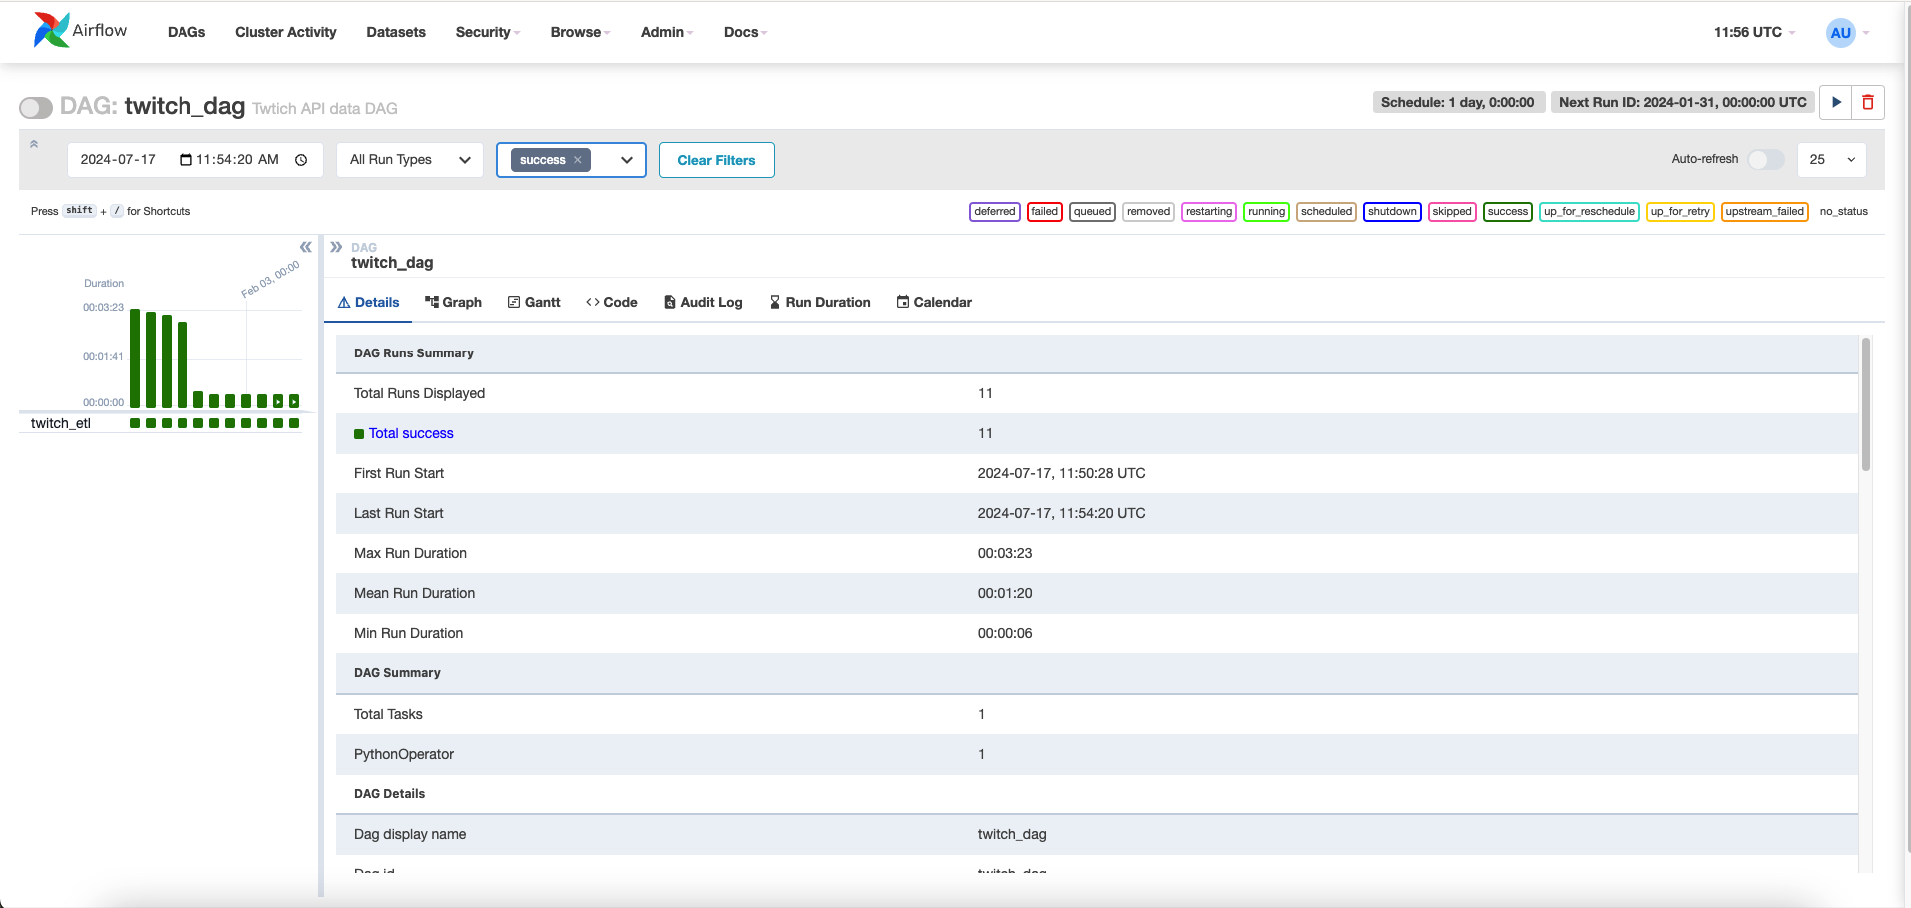 Airflow DAGs Cluster Activity Datasets Security Browse Admin Docs 11:56 UTC AU
DAG: twitch_dag Twtich API data DAG Schedule: 1 day, 0:00:00 Next Run ID: 2024-01-31, 00:00:00 UTC
2024-07-17 11:54:20 AM All Run Types success × Clear Filters Auto-refresh 25
Press shift + / for Shortcuts deferred failed queued removed restarting running scheduled shutdown skipped success up_for_reschedule up_for_retry upstream_failed no_status
DAG
twitch_dag
Feb 03, 00:00
Duration
00:03:23
00:01:41
00:00:00
twitch_etl
Details Graph Gantt Code Audit Log Run Duration Calendar
DAG Runs Summary
Total Runs Displayed 11
Total success 11
First Run Start 2024-07-17, 11:50:28 UTC
Last Run Start 2024-07-17, 11:54:20 UTC
Max Run Duration 00:03:23
Mean Run Duration 00:01:20
Min Run Duration 00:00:06
DAG Summary
Total Tasks 1
PythonOperator 1
DAG Details
Dag display name twitch_dag
Dag id twitch_dag